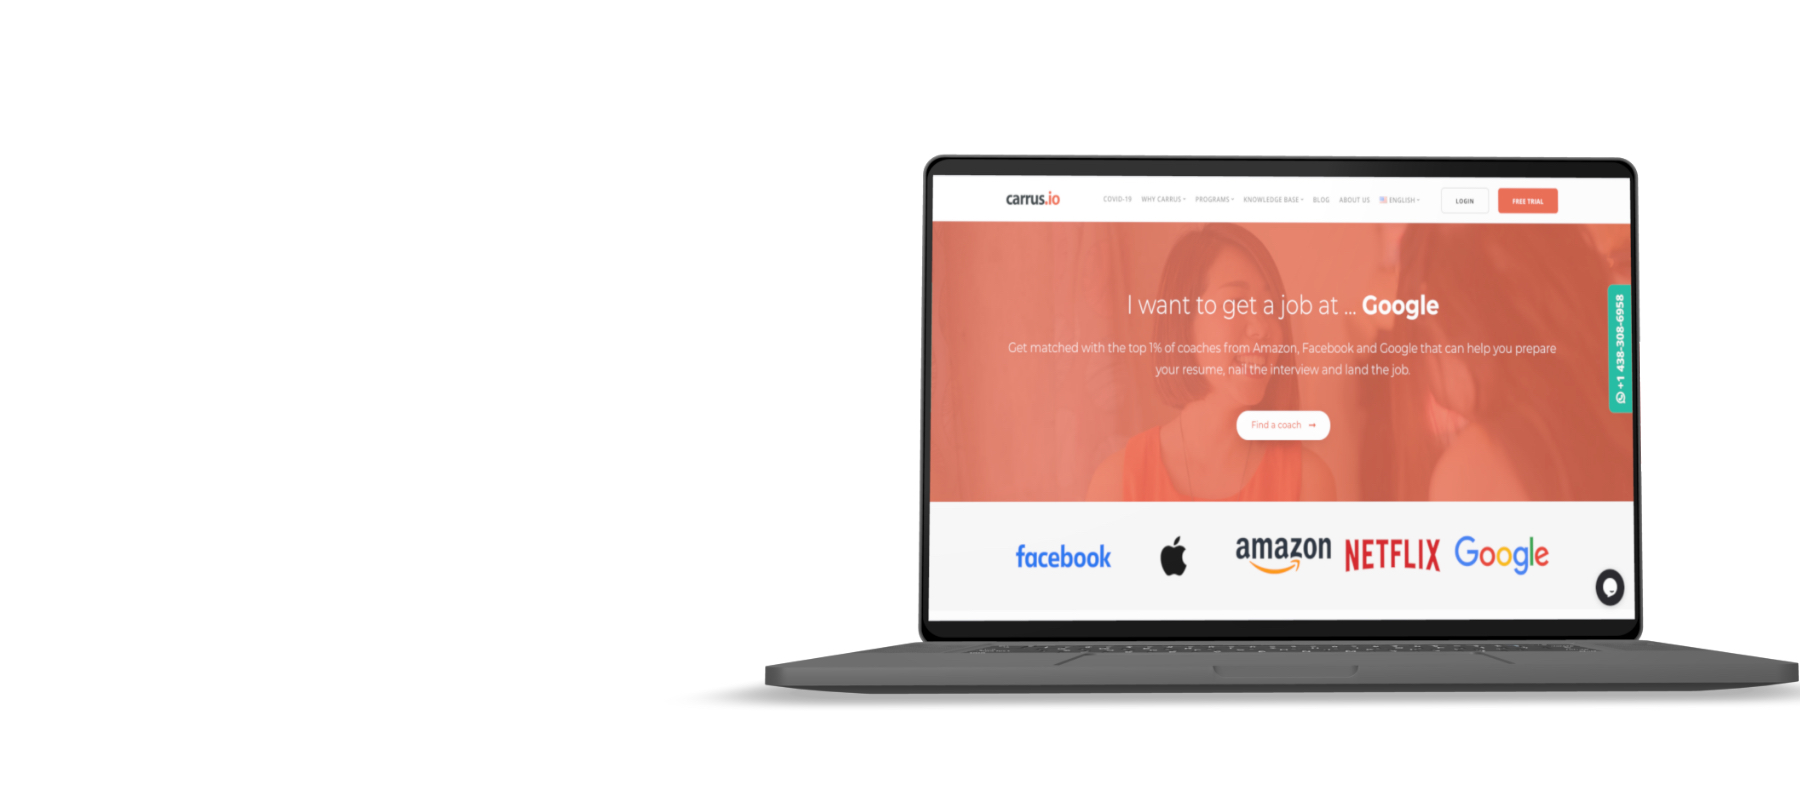 carrus.io
COVID-19 WHY CARRUS PROGRAMS KNOWLEDGE BASE BLOG ABOUT US ENGLISH LOGIN FREE TRIAL
I want to get a job at ... Google
Get matched with the top 1% of coaches from Amazon, Facebook and Google that can help you prepare
your resume, nail the interview and land the job.
Find a coach →
+1 438-308-6958
facebook amazon NETFLIX Google